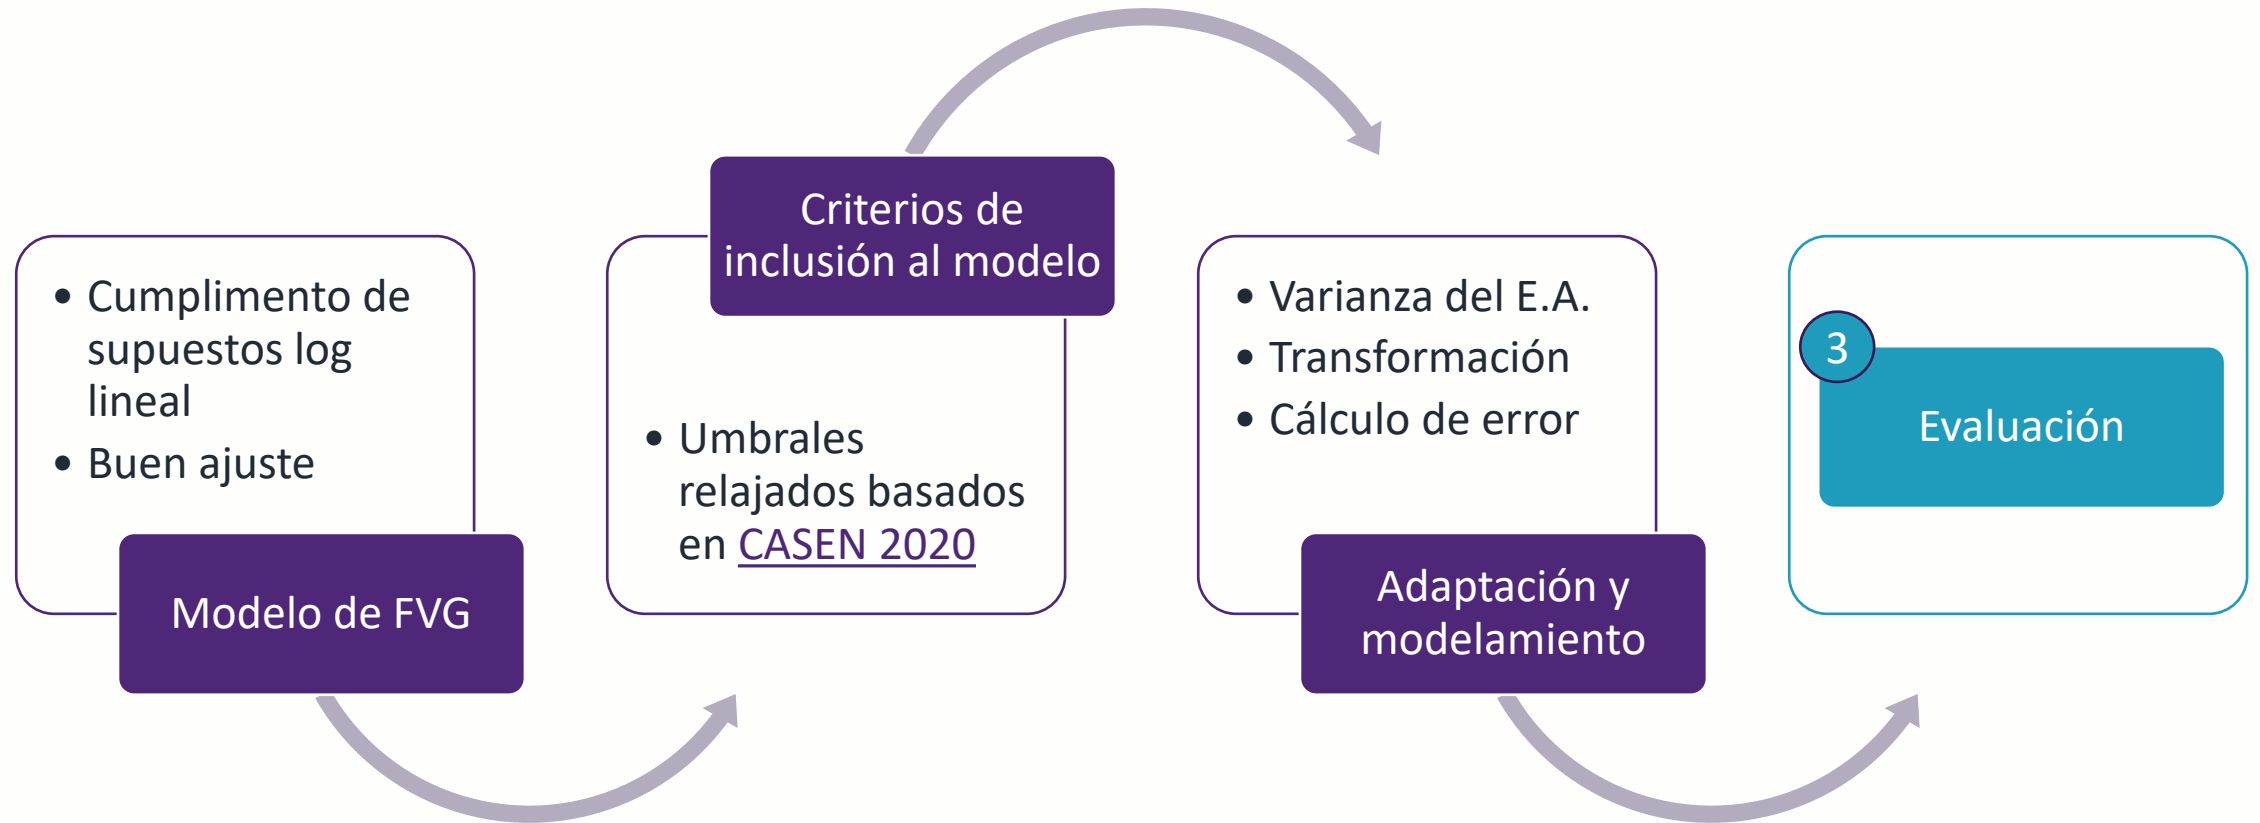 • Cumplimento de
supuestos log
lineal
• Buen ajuste
Modelo de FVG
Criterios de
inclusión al modelo
• Umbrales
relajados basados
en CASEN 2020
• Varianza del E.A.
• Transformación
• Cálculo de error
Adaptación y
modelamiento
3
Evaluación